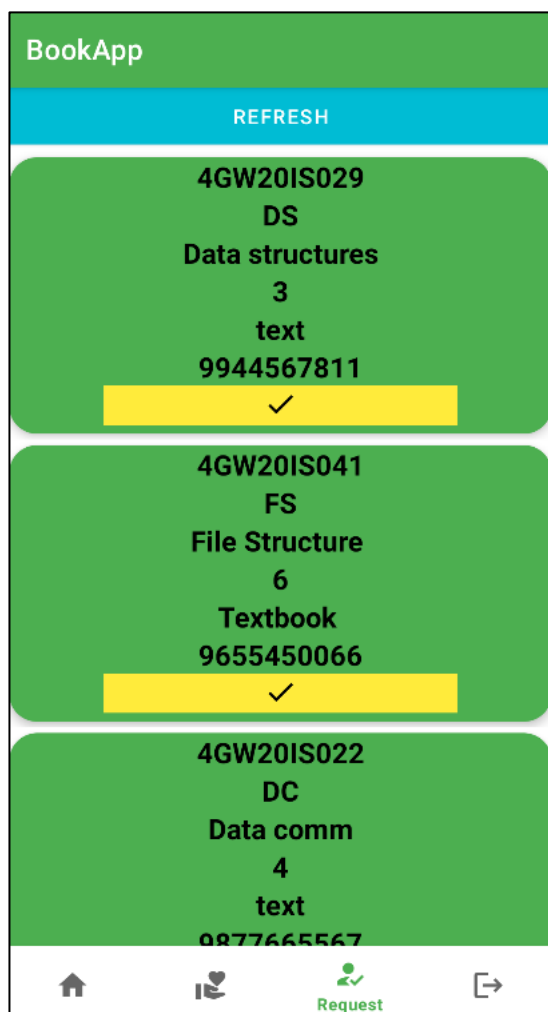 BookApp
REFRESH
4GW20IS029
DS
Data structures
3
text
9944567811
4GW20IS041
FS
File Structure
6
Textbook
9655450066
4GW20IS022
DC
Data comm
4
text
9877665567
Request